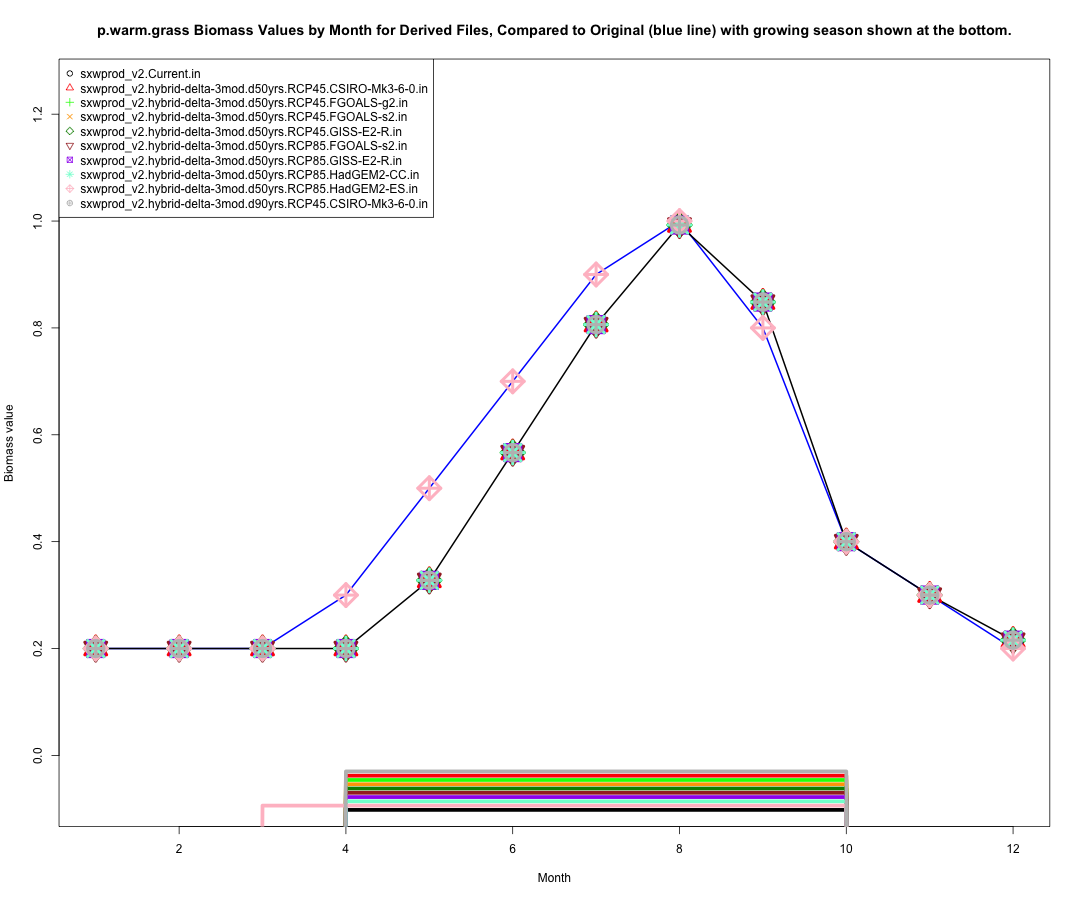 p.warm.grass Biomass Values by Month for Derived Files, Compared to Original (blue line) with growing season shown at the bottom.
sxwprod_v2.Current.in
sxwprod_v2.hybrid-delta-3mod.d50yrs.RCP45.CSIRO-Mk3-6-0.in
sxwprod_v2.hybrid-delta-3mod.d50yrs.RCP45.FGOALS-g2.in
sxwprod_v2.hybrid-delta-3mod.d50yrs.RCP45.FGOALS-s2.in
sxwprod_v2.hybrid-delta-3mod.d50yrs.RCP45.GISS-E2-R.in
sxwprod_v2.hybrid-delta-3mod.d50yrs.RCP85.FGOALS-s2.in
sxwprod_v2.hybrid-delta-3mod.d50yrs.RCP85.GISS-E2-R.in
sxwprod_v2.hybrid-delta-3mod.d50yrs.RCP85.HadGEM2-CC.in
sxwprod_v2.hybrid-delta-3mod.d50yrs.RCP85.HadGEM2-ES.in
sxwprod_v2.hybrid-delta-3mod.d90yrs.RCP45.CSIRO-Mk3-6-0.in
1.2
1.0
0.8
0.6
0.4
0.2
0.0
Biomass value
2 4 6 8 10 12
Month